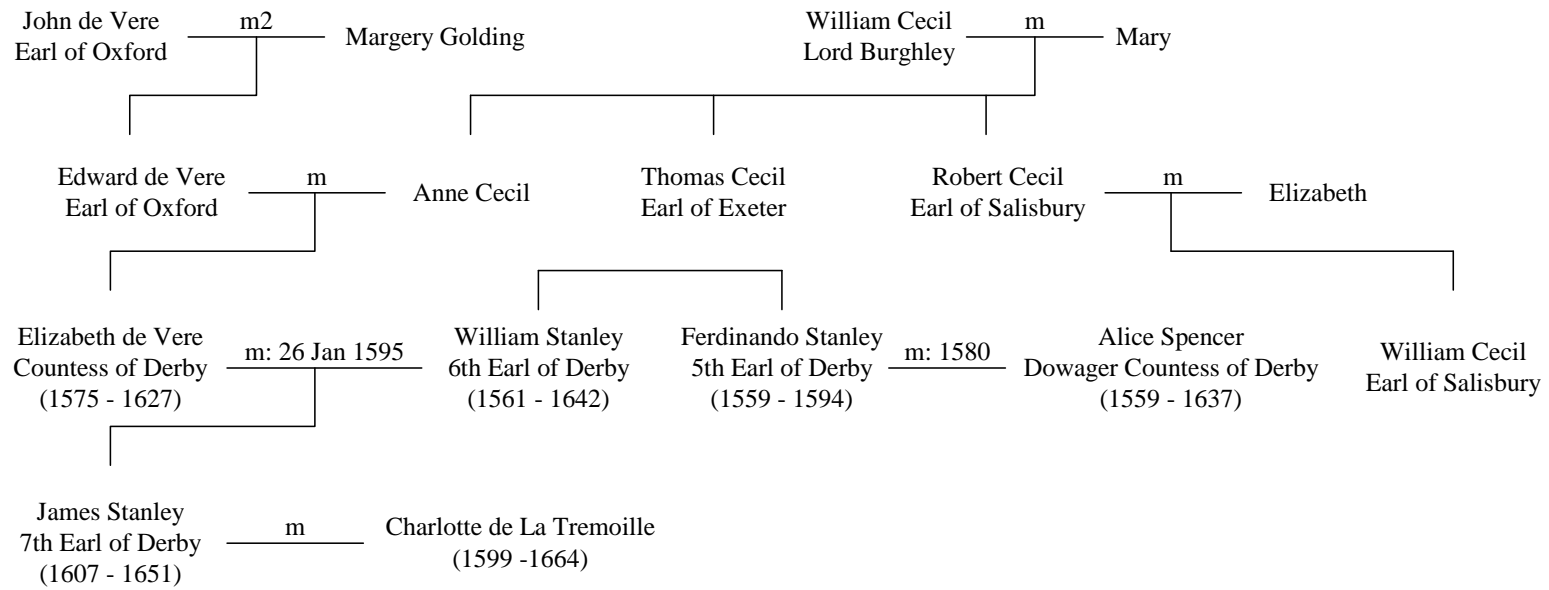 John de Vere
Earl of Oxford
m2
Margery Golding
William Cecil
Lord Burghley
m
Mary
Edward de Vere
Earl of Oxford
m
Anne Cecil
Thomas Cecil
Earl of Exeter
Robert Cecil
Earl of Salisbury
m
Elizabeth
Elizabeth de Vere
Countess of Derby
(1575 - 1627)
m: 26 Jan 1595
William Stanley
6th Earl of Derby
(1561 - 1642)
Ferdinando Stanley
5th Earl of Derby
(1559 - 1594)
m: 1580
Alice Spencer
Dowager Countess of Derby
(1559 - 1637)
William Cecil
Earl of Salisbury
James Stanley
7th Earl of Derby
(1607 - 1651)
m
Charlotte de La Tremoille
(1599 -1664)